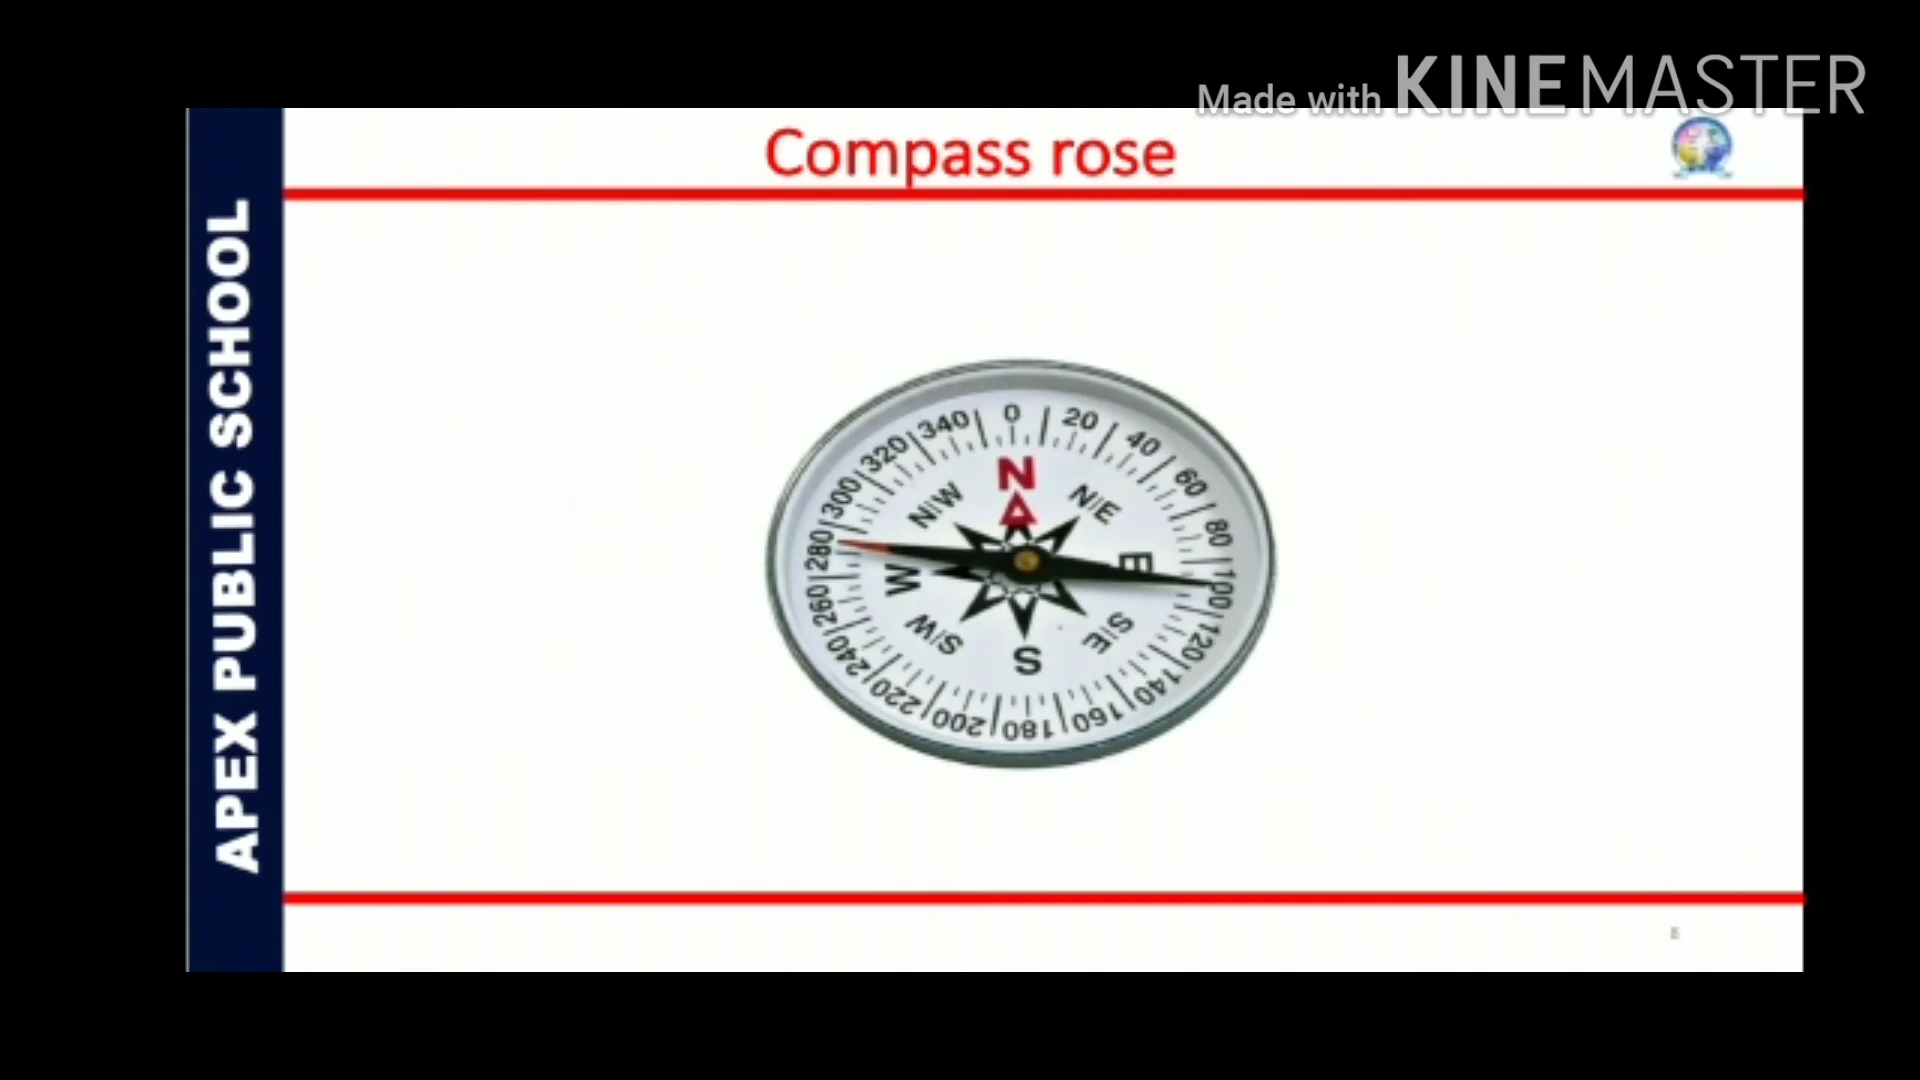 Made with KINEMASTER
Compass rose
APEX PUBLIC SCHOOL
0
20
40
60
80
100
120
140
160
180
200
220
240
260
280
300
320
340
N
N/E
E
S/E
S
S/W
W
N/W